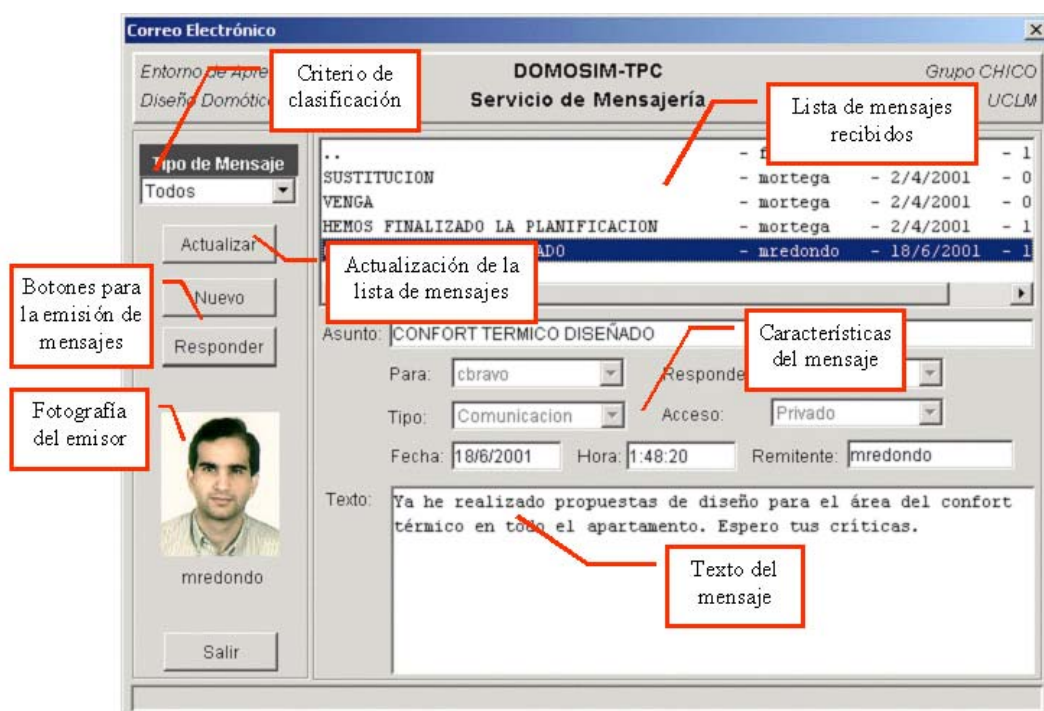 Correo Electrónico
Entorno de Apre
Diseño Domótic
DOMOSIM-TPC
Servicio de Mensajería
Grupo CHICO
UCLM
Criterio de
clasificación
Lista de mensajes
recibidos
Tipo de Mensaje
Todos
Actualizar
Nuevo
Responder
.. - f - 1
SUSTITUCION - mortega - 2/4/2001 - 0
VENGA - mortega - 2/4/2001 - 0
HEMOS FINALIZADO LA PLANIFICACION - mortega - 2/4/2001 - 1
ADO - mredondo - 18/6/2001 - 1
Actualización de la
lista de mensajes
Botones para
la emisión de
mensajes
Asunto: CONFORT TERMICO DISEÑADO
Características
del mensaje
Para: cbravo Responde
Tipo: Comunicacion Acceso: Privado
Fecha: 18/6/2001 Hora: 1:48:20 Remitente: mredondo
Fotografía
del emisor
mredondo
Texto: Ya he realizado propuestas de diseño para el área del confort
térmico en todo el apartamento. Espero tus críticas.
Texto del
mensaje
Salir